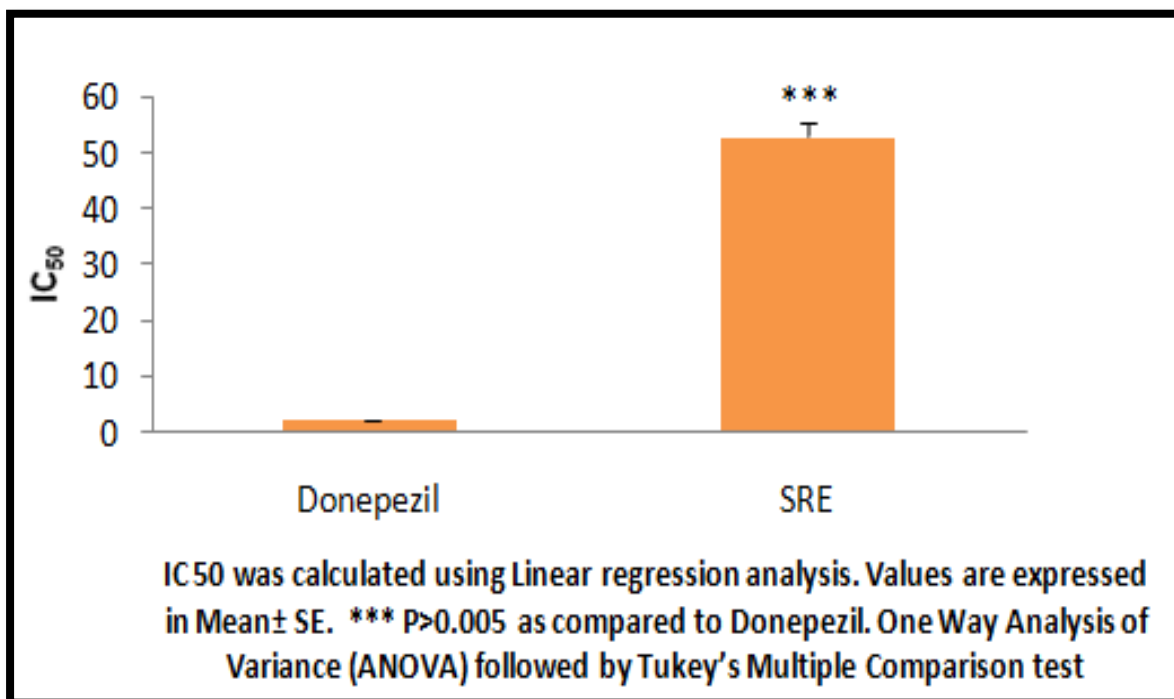 60
50
40
30
20
10
0
IC50
***
Donepezil
SRE
IC 50 was calculated using Linear regression analysis. Values are expressed
in Mean± SE. *** P>0.005 as compared to Donepezil. One Way Analysis of
Variance (ANOVA) followed by Tukey's Multiple Comparison test